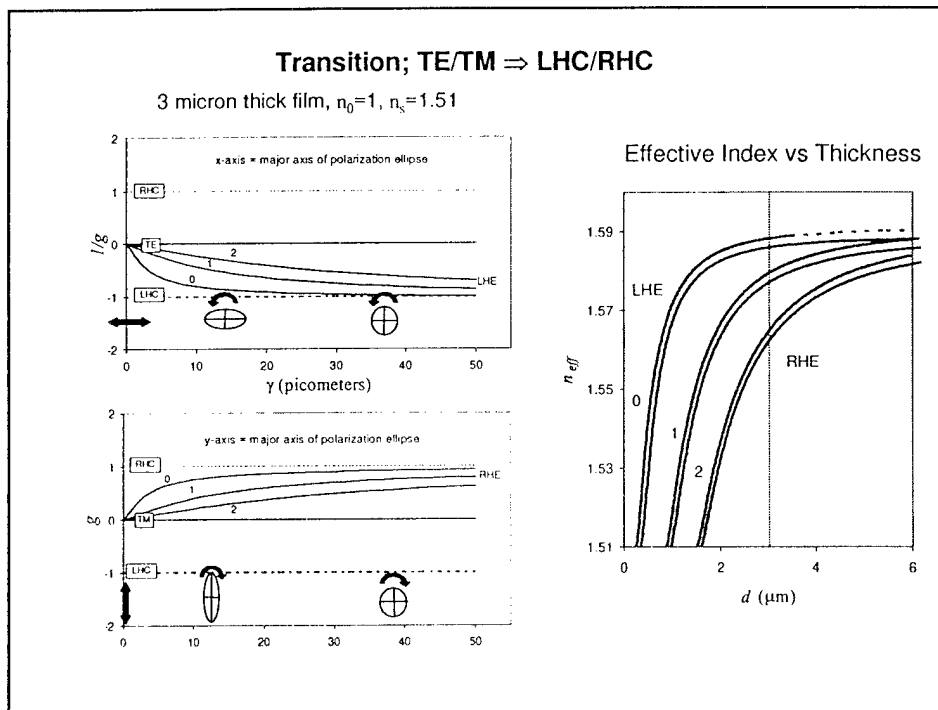 Transition; TE/TM ⇒ LHC/RHC
3 micron thick film, n₀=1, nₛ=1.51
2
1
0
-1
-2
1/g
x-axis = major axis of polarization ellipse
RHC
TE
2
1
0
LHE
LHC
0
10
20
30
40
50
γ (picometers)
2
1
0
-1
-2
g
y-axis = major axis of polarization ellipse
RHC
0
1
2
RHE
TM
LHC
0
10
20
30
40
50
Effective Index vs Thickness
1.59
1.57
1.55
1.53
1.51
n eff
LHE
RHE
0
1
2
0
2
4
6
d (μm)